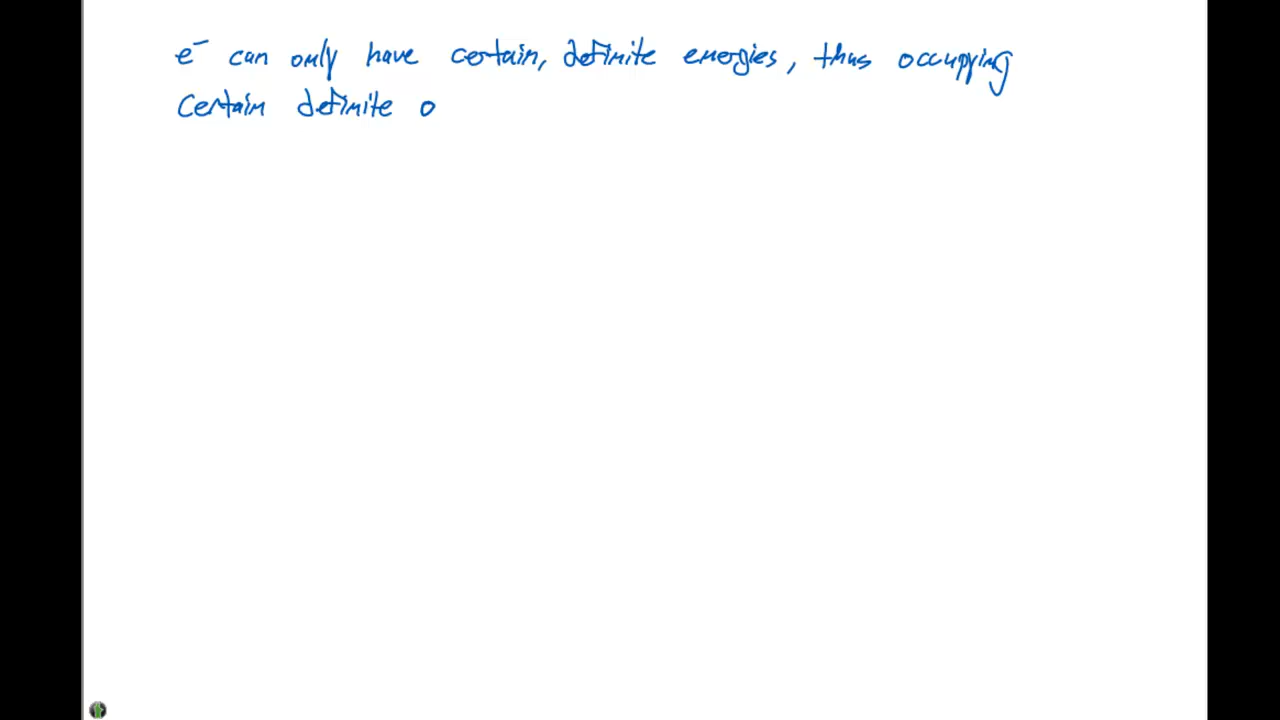 e⁻ can only have certain, definite energies, thus occupying
certain definite o